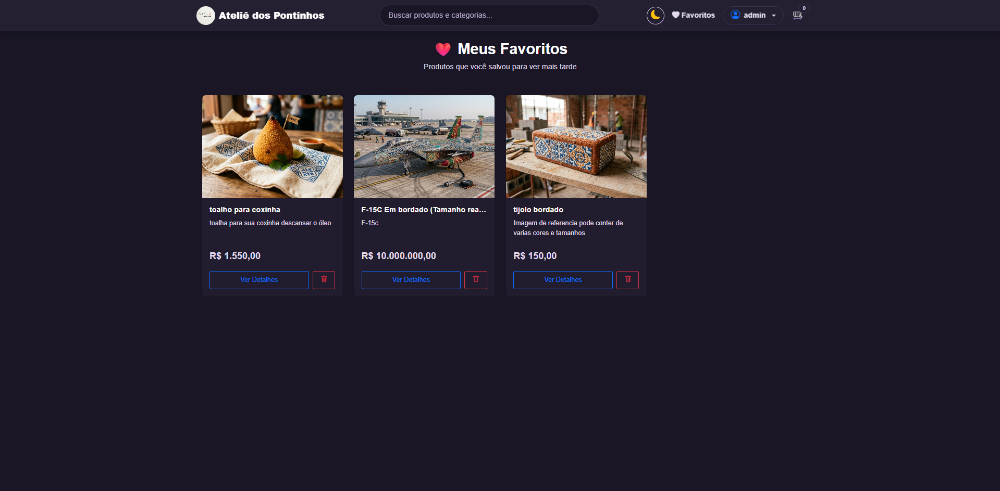 Ateliê dos Pontinhos
Buscar produtos e categorias...
Favoritos
admin
0
Meus Favoritos
Produtos que você salvou para ver mais tarde
toalho para coxinha
toalha para sua coxinha descansar o óleo
R$ 1.550,00
Ver Detalhes
F-15C Em bordado (Tamanho rea...
F-15c
R$ 10.000.000,00
Ver Detalhes
tijolo bordado
Imagem de referencia pode conter de
varias cores e tamanhos
R$ 150,00
Ver Detalhes